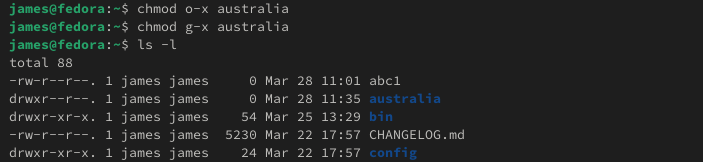 james@fedora:~$ chmod o-x australia
james@fedora:~$ chmod g-x australia
james@fedora:~$ ls -l
total 88
-rw-r--r--. 1 james james    0 Mar 28 11:01 abc1
drwxr--r--. 1 james james    0 Mar 28 11:35 australia
drwxr-xr-x. 1 james james   54 Mar 25 13:29 bin
-rw-r--r--. 1 james james 5230 Mar 22 17:57 CHANGELOG.md
drwxr-xr-x. 1 james james   24 Mar 22 17:57 config